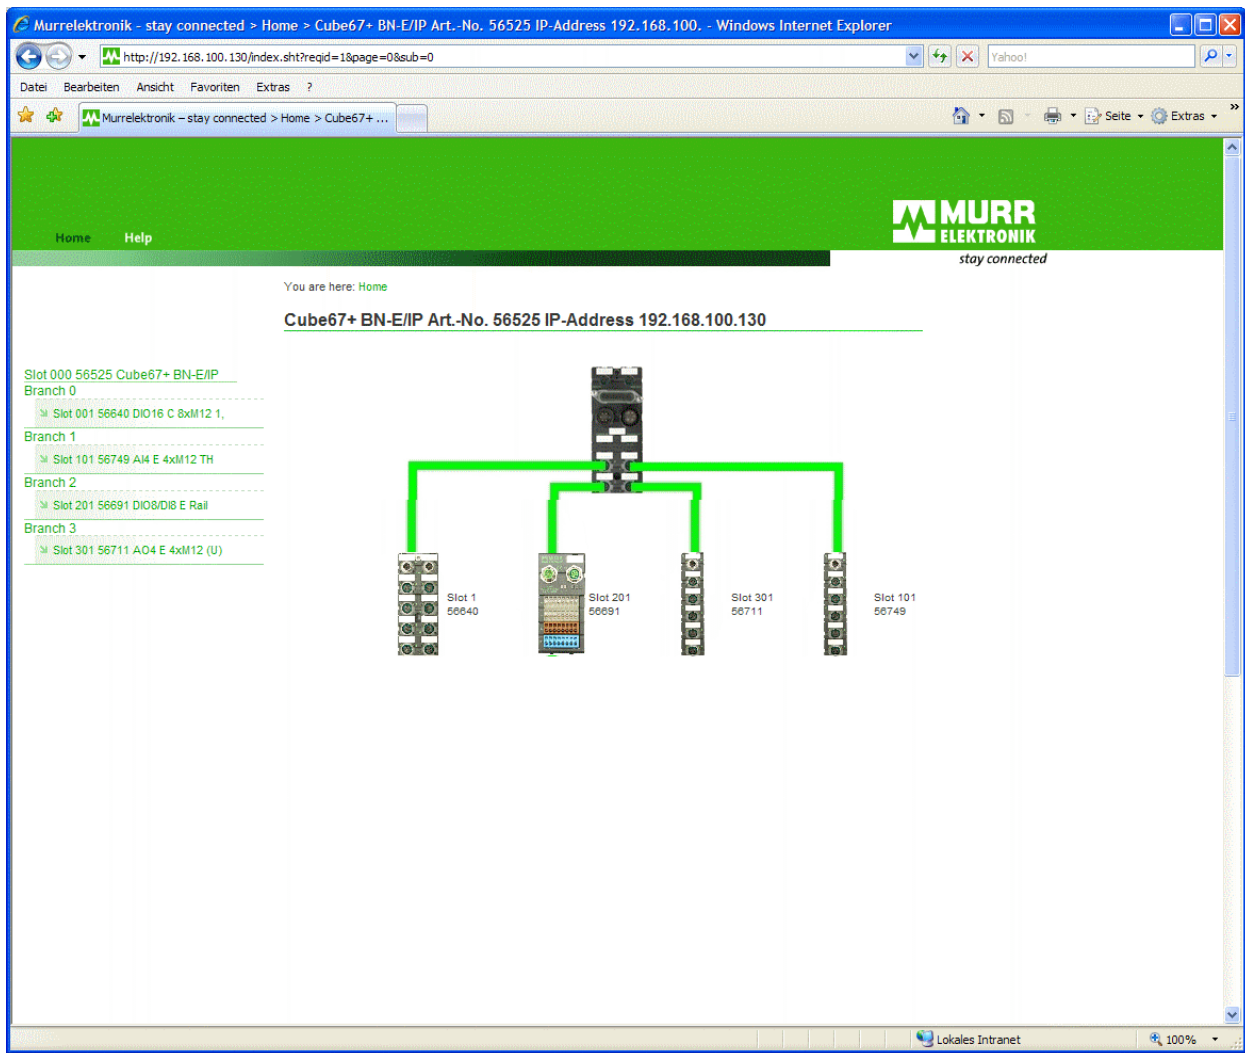 Murrelektronik - stay connected > Home > Cube67+ BN-E/IP Art.-No. 56525 IP-Address 192.168.100. - Windows Internet Explorer
http://192.168.100.130/index.sht?reqid=1&page=0&sub=0
Yahoo!
Datei Bearbeiten Ansicht Favoriten Extras ?
Murrelektronik – stay connected > Home > Cube67+ ...
Seite Extras »
Home Help
MURR
ELEKTRONIK
stay connected
You are here: Home
Cube67+ BN-E/IP Art.-No. 56525 IP-Address 192.168.100.130
Slot 000 56525 Cube67+ BN-E/IP
Branch 0
Slot 001 56640 DIO16 C 8xM12 1,
Branch 1
Slot 101 56749 AI4 E 4xM12 TH
Branch 2
Slot 201 56691 DIO8/DI8 E Rail
Branch 3
Slot 301 56711 AO4 E 4xM12 (U)
Slot 1
56640
Slot 201
56691
Slot 301
56711
Slot 101
56749
Lokales Intranet
100%